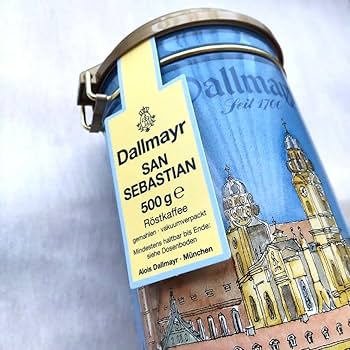 Dallmayr
Seit 1700
Dallmayr
SAN
SEBASTIAN
500 g e
Röstkaffee
gemahlen · vakuumverpackt
Mindestens haltbar bis Ende:
siehe Dosenboden
Alois Dallmayr · München